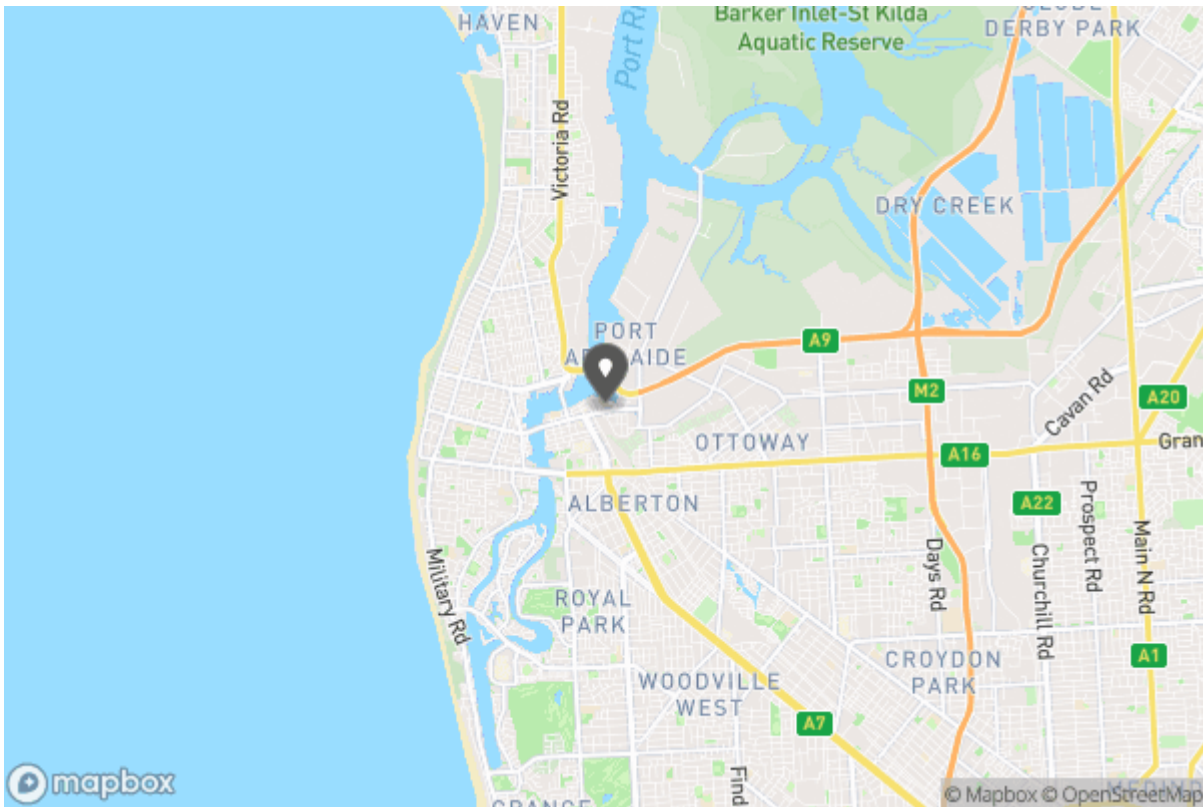 HAVEN
Barker Inlet-St Kilda
Aquatic Reserve
DERBY PARK
Victoria Rd
DRY CREEK
PORT
A9
M2
A20
Cavan Rd
OTTOWAY
A16
ALBERTON
A22
Prospect Rd
Main N Rd
Days Rd
Churchill Rd
Military Rd
ROYAL
PARK
CROYDON
PARK
A1
WOODVILLE
WEST
A7
mapbox
© Mapbox © OpenStreetMap